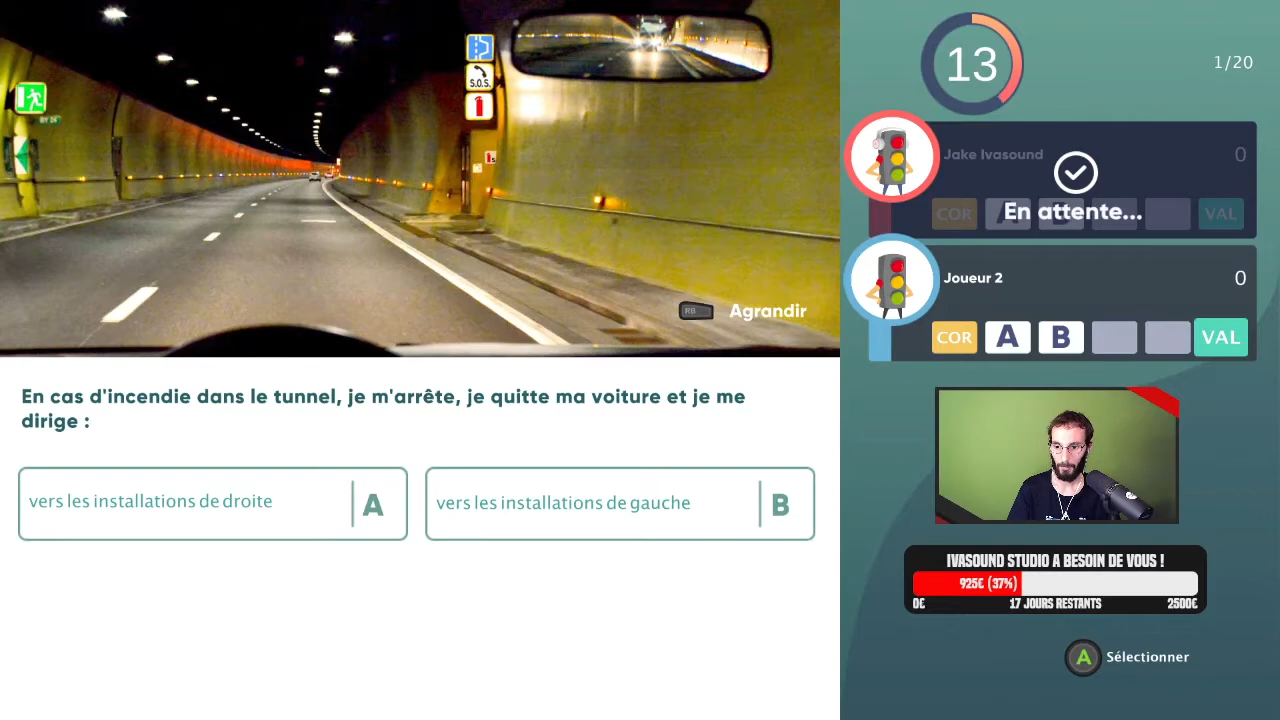 S.O.S.
Agrandir
RB
13
1/20
Jake Ivasound
0
En attente...
COR
A
B
VAL
Joueur 2
0
COR
A
B
VAL
En cas d'incendie dans le tunnel, je m'arrête, je quitte ma voiture et je me
dirige :
vers les installations de droite
A
vers les installations de gauche
B
IVASOUND STUDIO A BESOIN DE VOUS !
925€ (37%)
0€
17 JOURS RESTANTS
2500€
A
Sélectionner